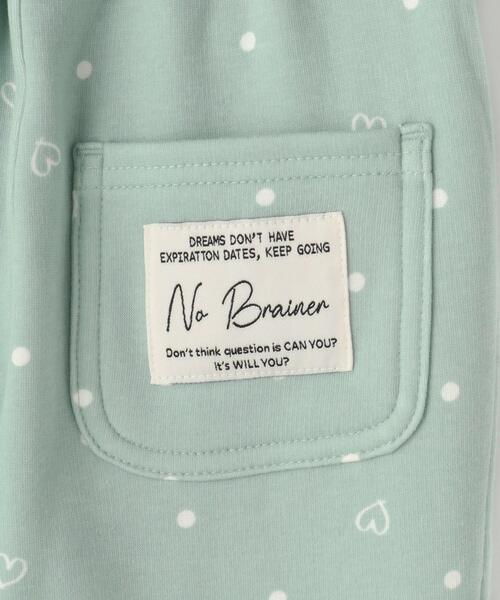 DREAMS DON'T HAVE
EXPIRATTON DATES, KEEP GOING
No Brainer
Don't think question is CAN YOU?
It's WILL YOU?